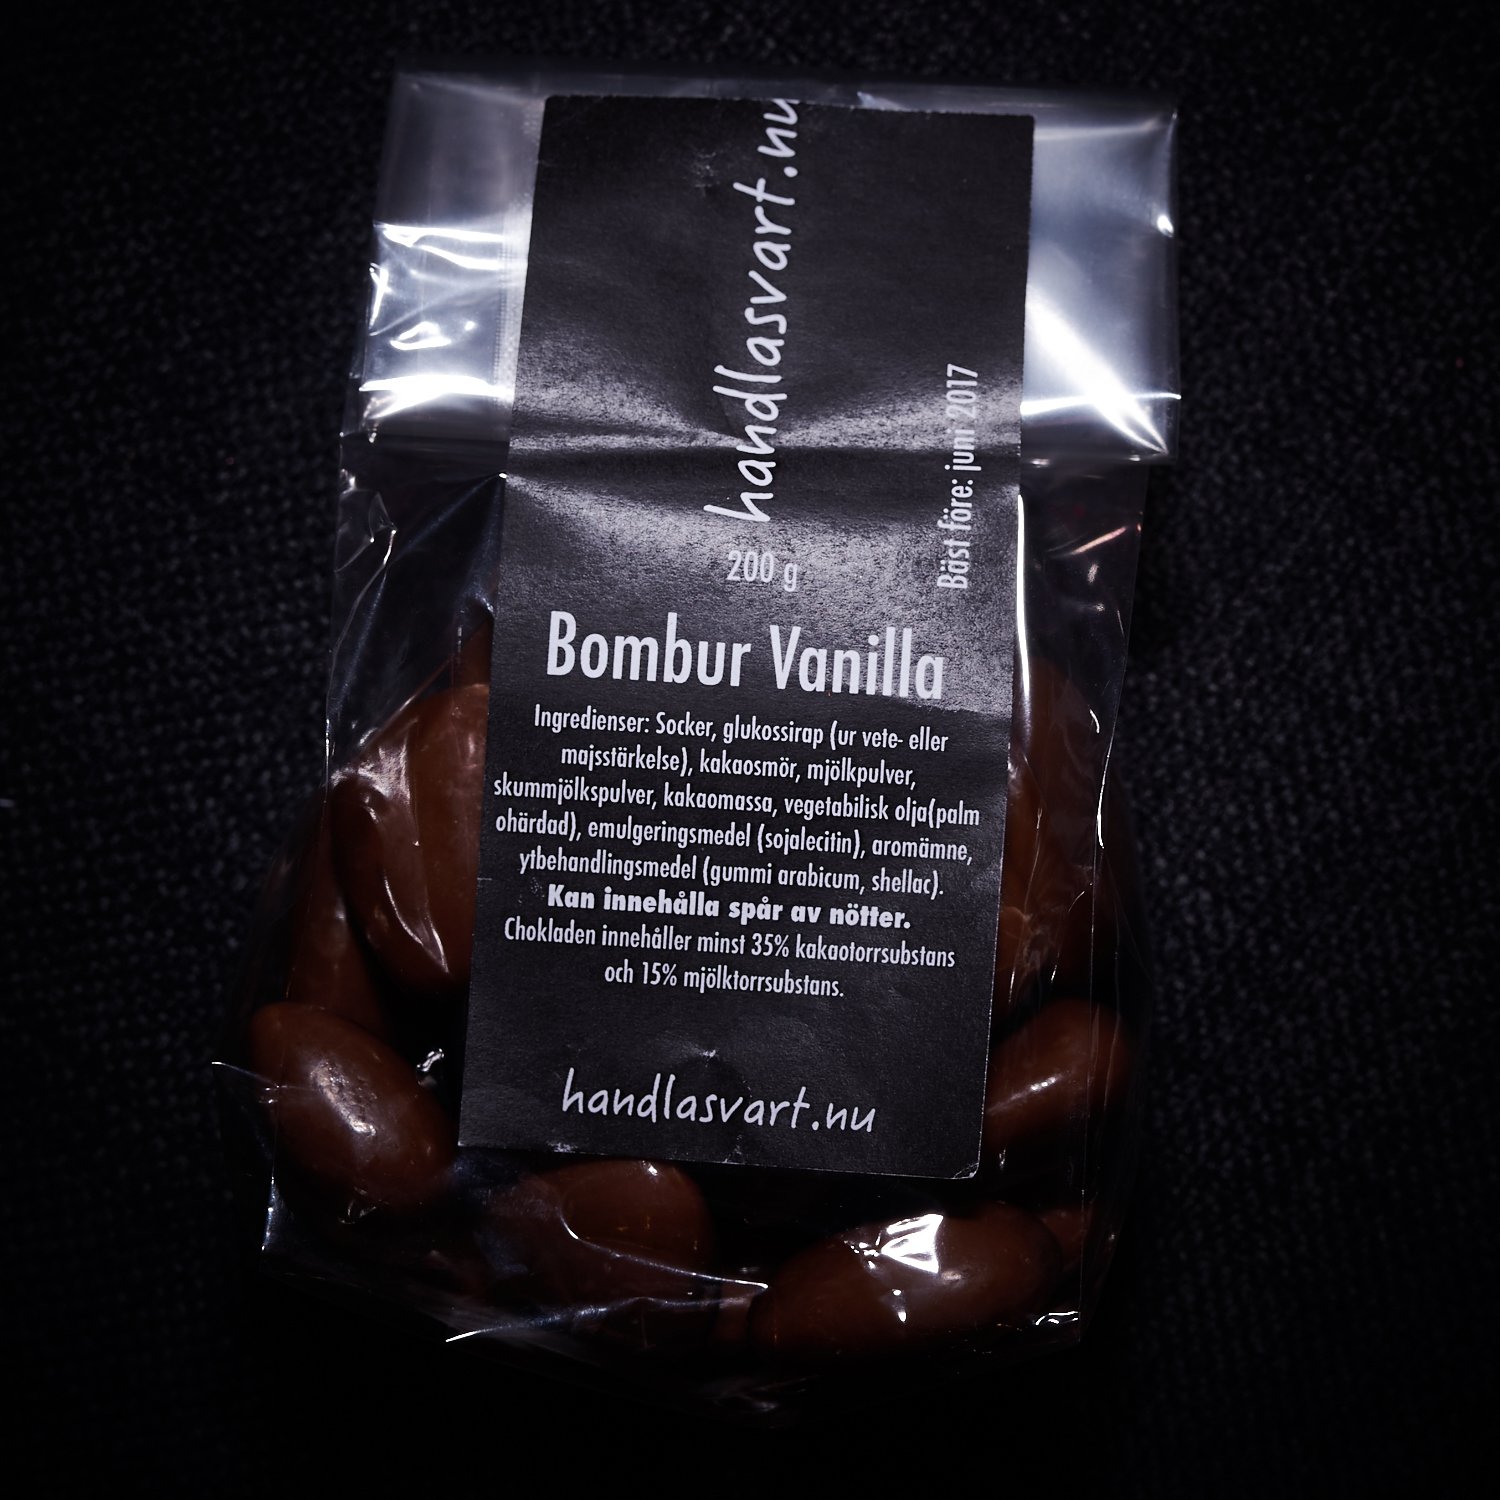 handlasvart.nu
Bäst före: juni 2017
200 g
Bombur Vanilla
Ingredienser: Socker, glukossirap (ur vete- eller
majsstärkelse), kakaosmör, mjölkpulver,
skummjölkspulver, kakaomassa, vegetabilisk olja(palm
ohärdad), emulgeringsmedel (sojalecitin), aromämne,
ytbehandlingsmedel (gummi arabicum, shellac).
Kan innehålla spår av nötter.
Chokladen innehåller minst 35% kakaotorrsubstans
och 15% mjölktorrsubstans.
handlasvart.nu